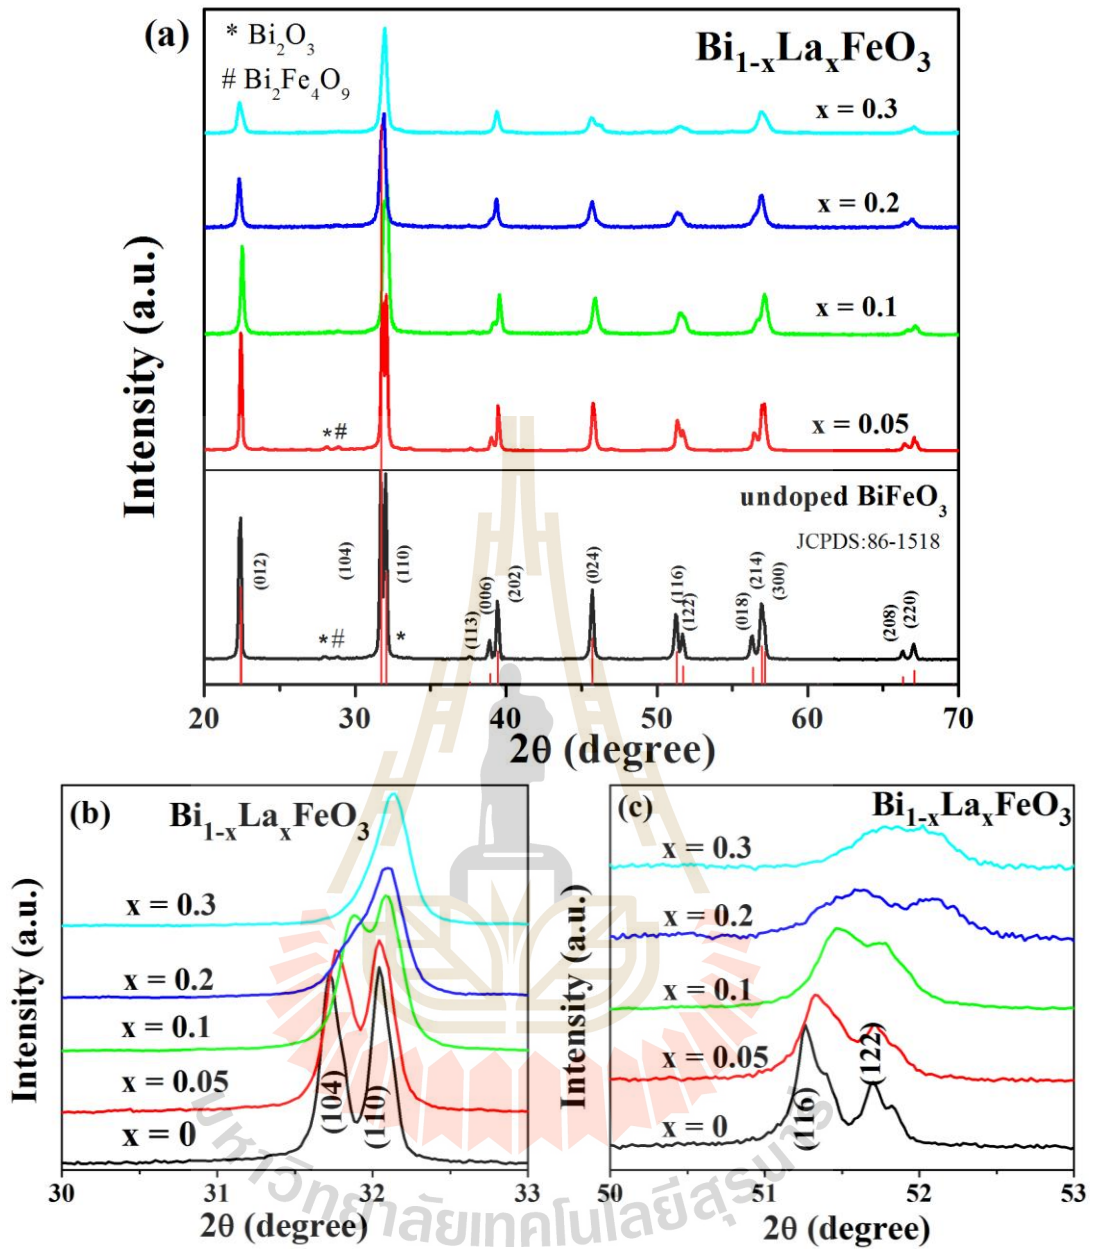 (a)
* Bi2O3
# Bi2Fe4O9
Bi1-xLaxFeO3
x = 0.3
x = 0.2
x = 0.1
x = 0.05
*#
undoped BiFeO3
JCPDS:86-1518
(012)
(104)
(110)
(113)
(006)
(202)
(024)
(116)
(122)
(018)
(214)
(300)
(208)
(220)
*#
*
Intensity (a.u.)
20 30 40 50 60 70
2θ (degree)
(b)
Bi1-xLaxFeO3
x = 0.3
x = 0.2
x = 0.1
x = 0.05
x = 0
(104)
(110)
Intensity (a.u.)
30 31 32 33
2θ (degree)
(c)
Bi1-xLaxFeO3
x = 0.3
x = 0.2
x = 0.1
x = 0.05
x = 0
(116)
(122)
Intensity (a.u.)
50 51 52 53
2θ (degree)
มหาวิทยาลัยเทคโนโลยีสุรนารี